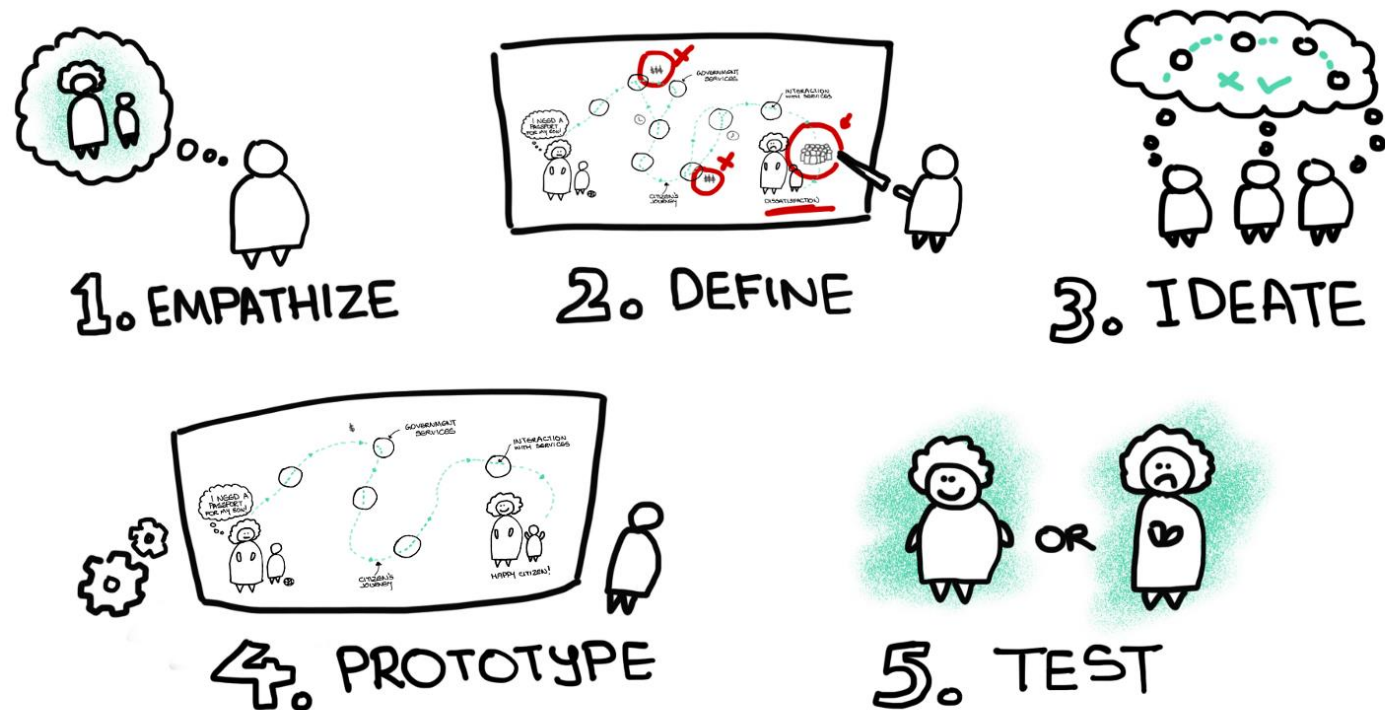 1. EMPATHIZE
I NEED A
PASSPORT
FOR MY SON!
$$$
GOVERNMENT
SERVICES
INTERACTION
WITH SERVICES
CITIZEN'S
JOURNEY
$$$
DISSATISFACTION
2. DEFINE
3. IDEATE
I NEED A
PASSPORT
FOR MY SON!
$
GOVERNMENT
SERVICES
INTERACTION
WITH SERVICES
CITIZEN'S
JOURNEY
HAPPY CITIZEN!
4. PROTOTYPE
OR
5. TEST